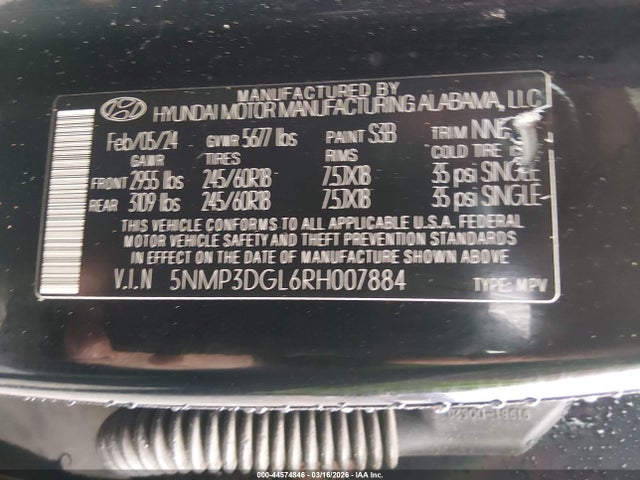 MANUFACTURED BY
HYUNDAI MOTOR MANUFACTURING ALABAMA, LLC
Feb/05/24 GVWR 5677 lbs PAINT S3B TRIM NNB
GAWR TIRES RIMS COLD TIRE
FRONT 2955 lbs 245/60R18 7.5JX18 35 psi SINGLE
REAR 3109 lbs 245/60R18 7.5JX18 35 psi SINGLE
THIS VEHICLE CONFORMS TO ALL APPLICABLE U.S.A. FEDERAL
MOTOR VEHICLE SAFETY AND THEFT PREVENTION STANDARDS
IN EFFECT ON THE DATE OF MANUFACTURE SHOWN ABOVE
V.I.N 5NMP3DGL6RH007884 TYPE: MPV
000-44574846 - 03/16/2026 - IAA Inc.